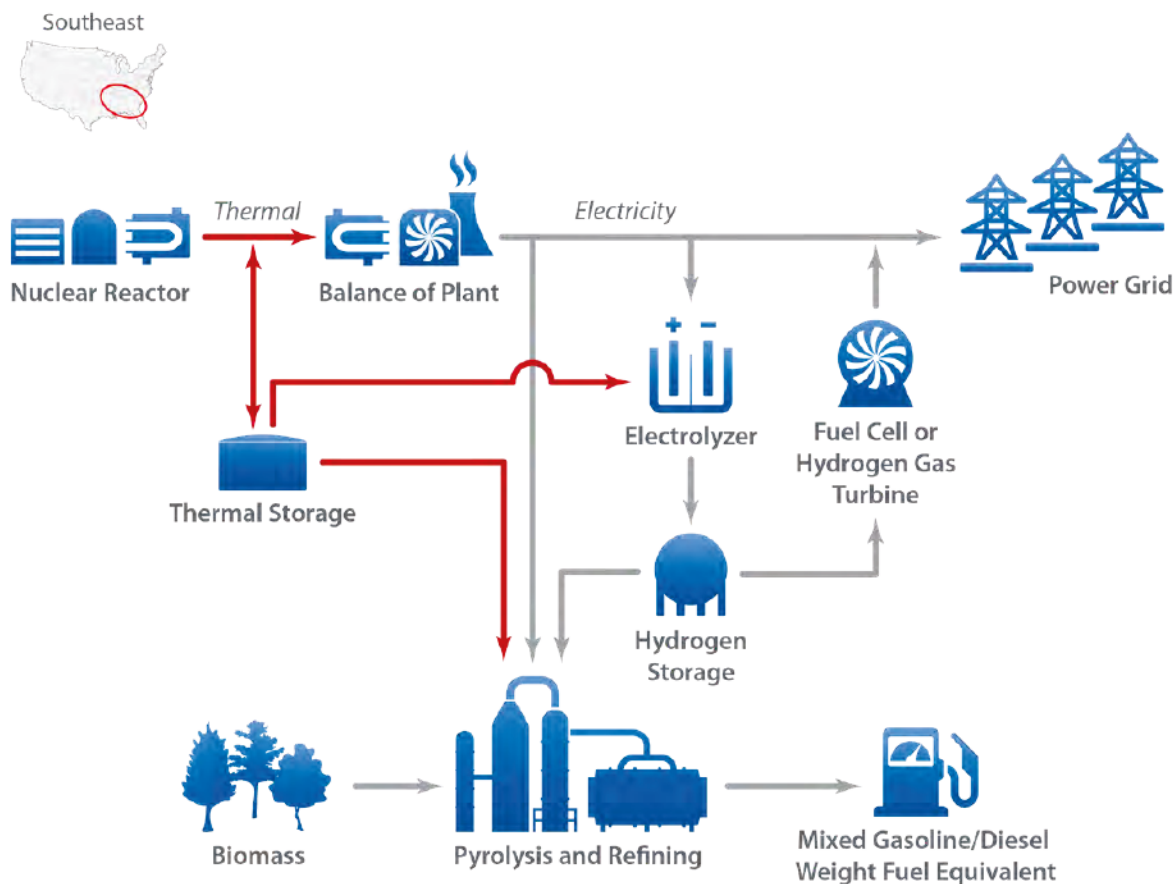 Southeast
Thermal
Electricity
Nuclear Reactor
Balance of Plant
Power Grid
+ −
Electrolyzer
Fuel Cell or
Hydrogen Gas
Turbine
Thermal Storage
Hydrogen
Storage
Biomass
Pyrolysis and Refining
Mixed Gasoline/Diesel
Weight Fuel Equivalent